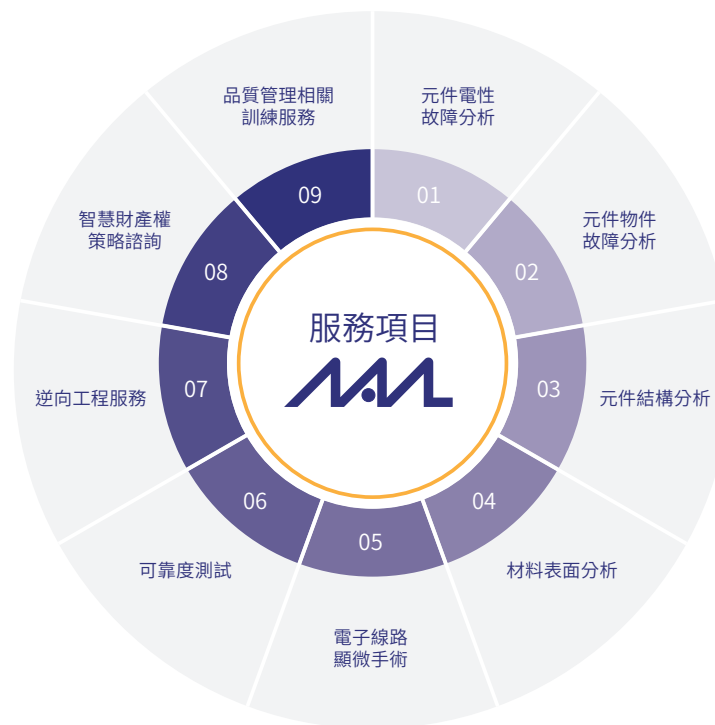 服務項目
01
元件電性
故障分析
02
元件物件
故障分析
03
元件結構分析
04
材料表面分析
05
電子線路
顯微手術
06
可靠度測試
07
逆向工程服務
08
智慧財產權
策略諮詢
09
品質管理相關
訓練服務